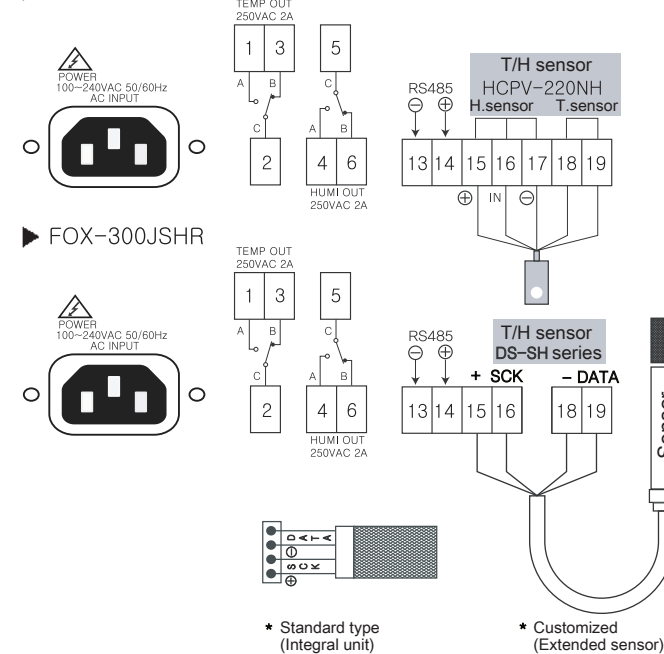 TEMP OUT
250VAC 2A
1 3 5
A B C
C A B
2 4 6
HUMI OUT
250VAC 2A
POWER
100~240VAC 50/60Hz
AC INPUT
T/H sensor
HCPV-220NH
H.sensor T.sensor
RS485
⊖ ⊕
13 14 15 16 17 18 19
⊕ IN ⊖
▶ FOX-300JSHR
TEMP OUT
250VAC 2A
1 3 5
A B C
C A B
2 4 6
HUMI OUT
250VAC 2A
POWER
100~240VAC 50/60Hz
AC INPUT
T/H sensor
DS-SH series
RS485
⊖ ⊕
+ SCK - DATA
13 14 15 16 18 19
Sensor
DATA
⊖
SCK
⊕
* Standard type
(Integral unit)
* Customized
(Extended sensor)